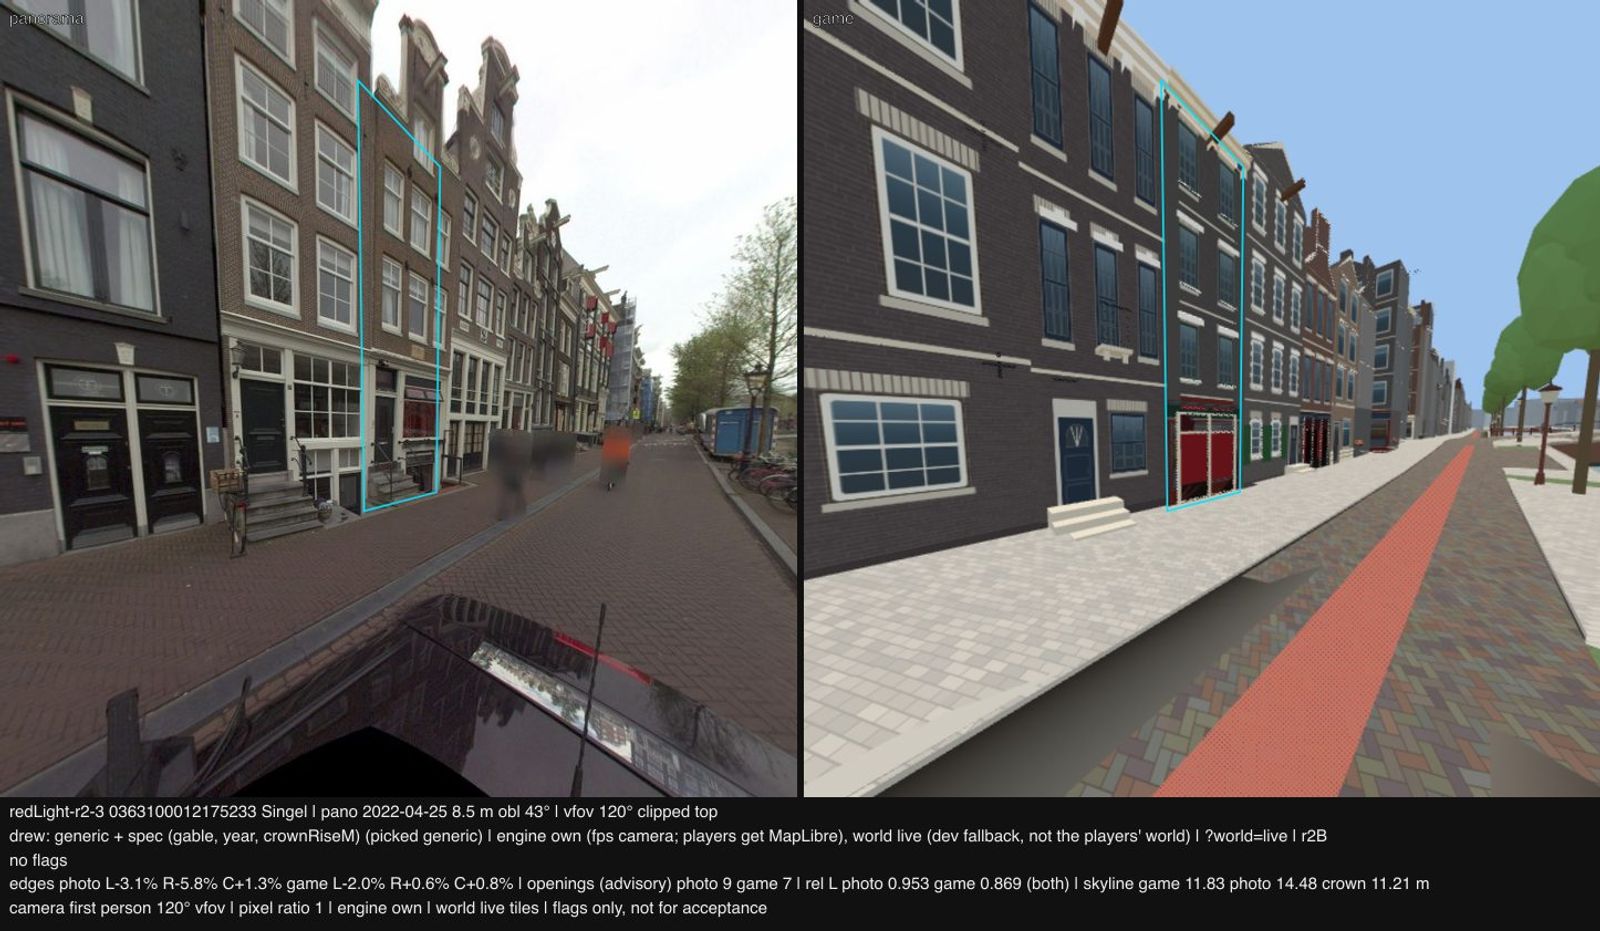 panorama
game
redLight-r2-3 0363100012175233 Singel | pano 2022-04-25 8.5 m obl 43° | vfov 120° clipped top
drew: generic + spec (gable, year, crownRiseM) (picked generic) | engine own (fps camera; players get MapLibre), world live (dev fallback, not the players' world) | ?world=live | r2B
no flags
edges photo L-3.1% R-5.8% C+1.3% game L-2.0% R+0.6% C+0.8% | openings (advisory) photo 9 game 7 | rel L photo 0.953 game 0.869 (both) | skyline game 11.83 photo 14.48 crown 11.21 m
camera first person 120° vfov | pixel ratio 1 | engine own | world live tiles | flags only, not for acceptance